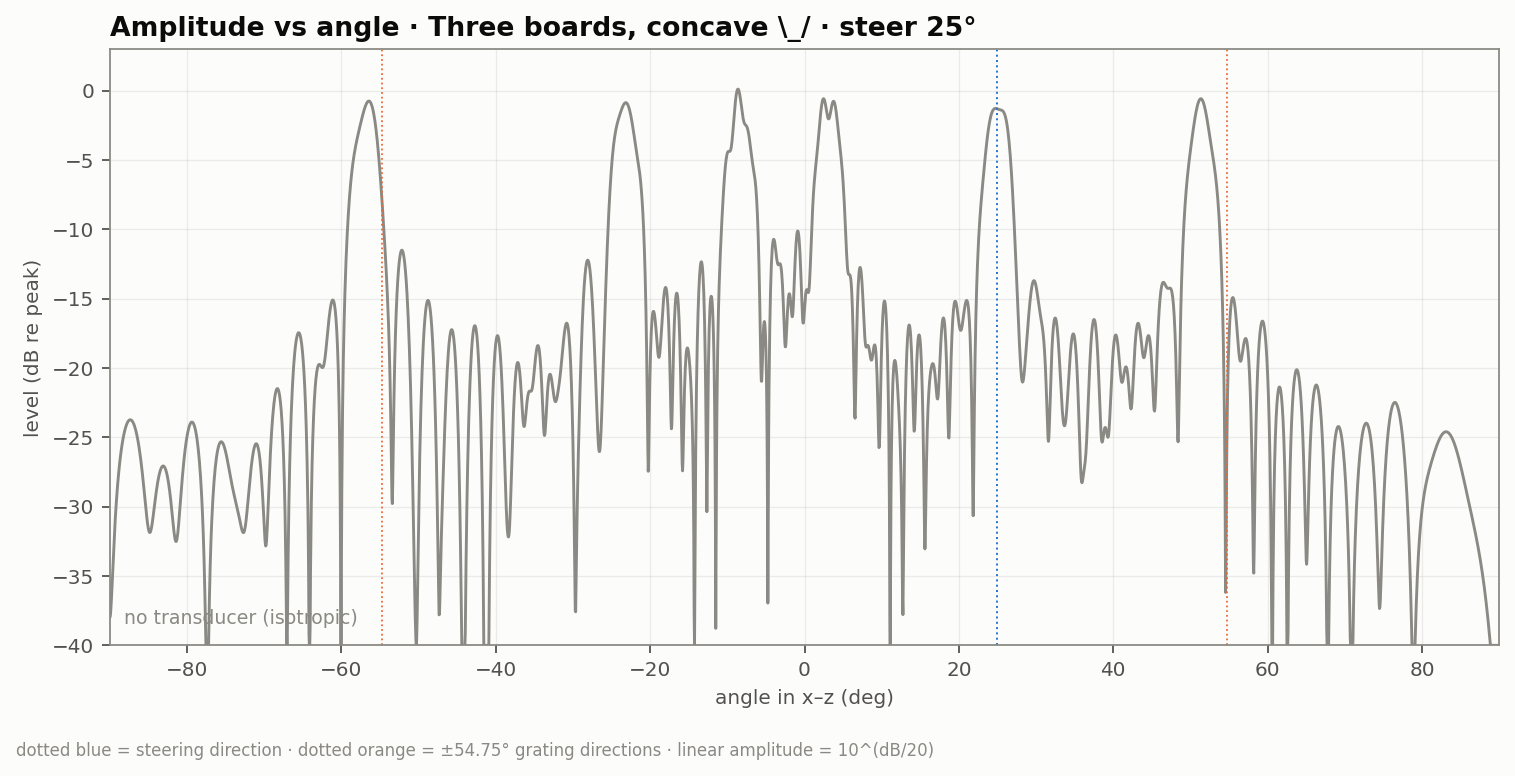 Amplitude vs angle · Three boards, concave \_/ · steer 25°
0
−5
−10
−15
−20
−25
−30
−35
−40
level (dB re peak)
no transducer (isotropic)
−80 −60 −40 −20 0 20 40 60 80
angle in x–z (deg)
dotted blue = steering direction · dotted orange = ±54.75° grating directions · linear amplitude = 10^(dB/20)